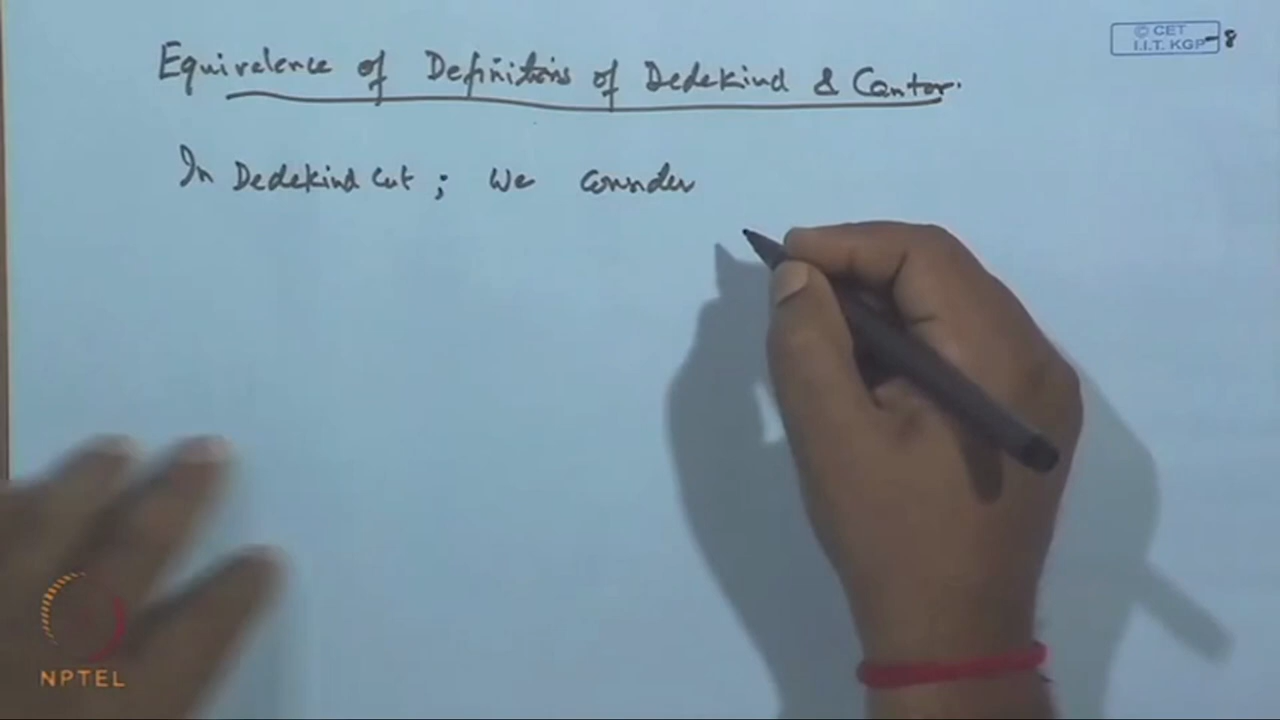 © CET
I.I.T. KGP
-8
Equivalence of Definitions of Dedekind & Cantor.
In Dedekind cut ; we consider
NPTEL